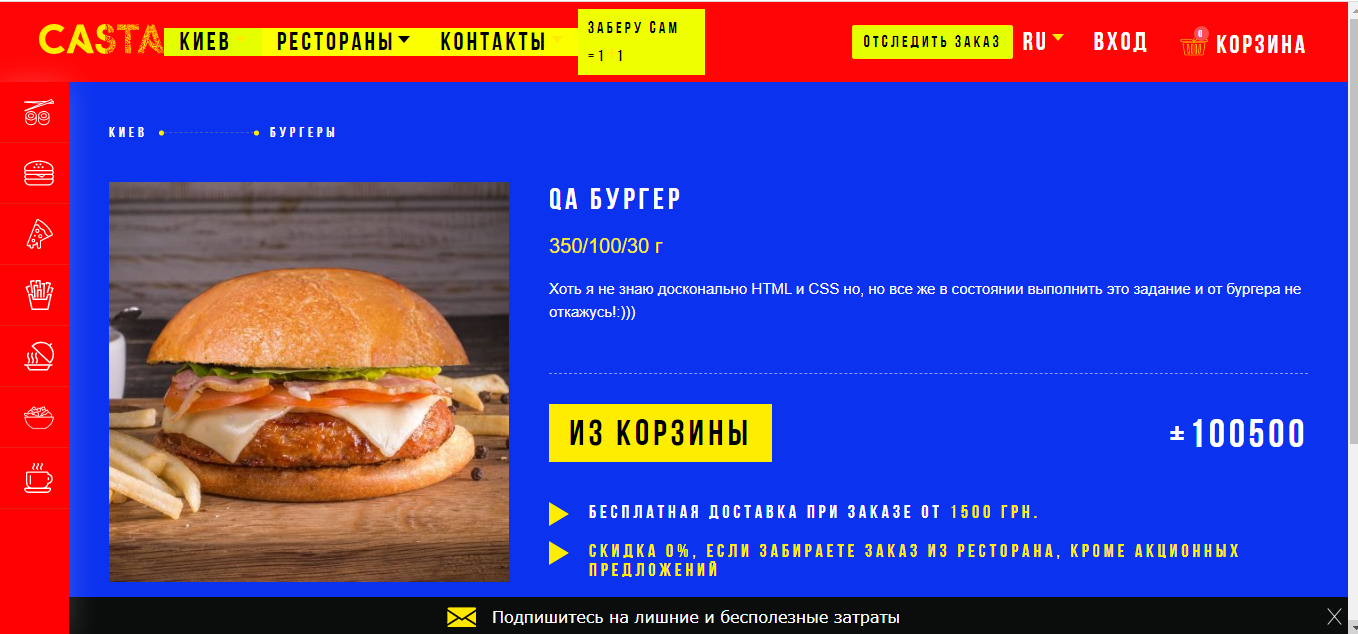 CASTA
КИЕВ
РЕСТОРАНЫ
КОНТАКТЫ
ЗАБЕРУ САМ
= 1 + 1
ОТСЛЕДИТЬ ЗАКАЗ
RU
ВХОД
0
КОРЗИНА
КИЕВ
БУРГЕРЫ
QA БУРГЕР
350/100/30 г
Хоть я не знаю досконально HTML и CSS но, но все же в состоянии выполнить это задание и от бургера не
откажусь!:)))
ИЗ КОРЗИНЫ
±100500
БЕСПЛАТНАЯ ДОСТАВКА ПРИ ЗАКАЗЕ ОТ 1500 ГРН.
СКИДКА 0%, ЕСЛИ ЗАБИРАЕТЕ ЗАКАЗ ИЗ РЕСТОРАНА, КРОМЕ АКЦИОННЫХ
ПРЕДЛОЖЕНИЙ
Подпишитесь на лишние и бесполезные затраты